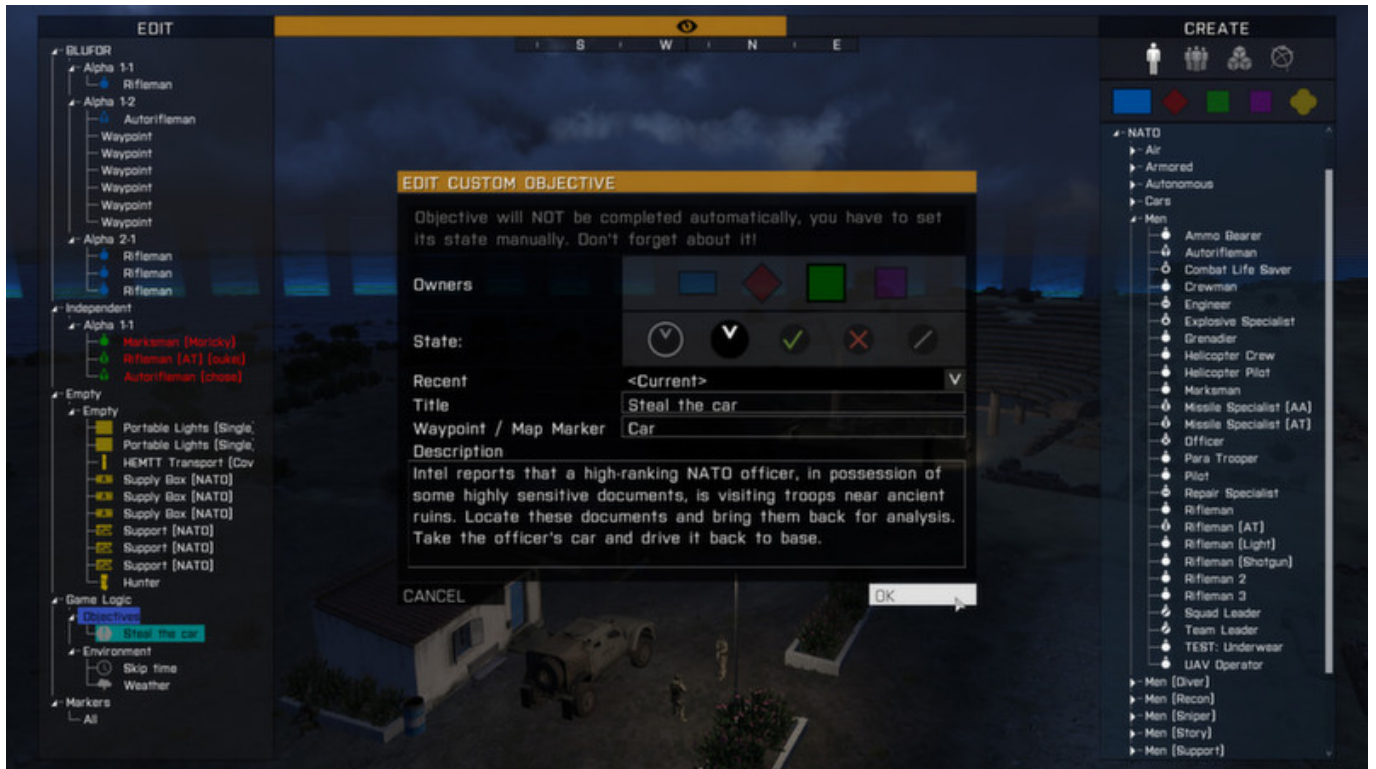 EDIT
BLUFOR
Alpha 1-1
Rifleman
Alpha 1-2
Autorifleman
Waypoint
Waypoint
Waypoint
Waypoint
Waypoint
Waypoint
Alpha 2-1
Rifleman
Rifleman
Rifleman
Independent
Alpha 1-1
Marksman (Moricky)
Rifleman (AT) (oukej)
Autorifleman (chose)
Empty
Empty
Portable Lights (Single
Portable Lights (Single
HEMTT Transport (Cov
Supply Box [NATO]
Supply Box [NATO]
Supply Box [NATO]
Support [NATO]
Support [NATO]
Support [NATO]
Hunter
Game Logic
Objectives
Steal the car
Environment
Skip time
Weather
Markers
All
S W N E
EDIT CUSTOM OBJECTIVE
Objective will NOT be completed automatically, you have to set
its state manually. Don't forget about it!
Owners
State:
Recent <Current>
Title Steal the car
Waypoint / Map Marker Car
Description
Intel reports that a high-ranking NATO officer, in possession of
some highly sensitive documents, is visiting troops near ancient
ruins. Locate these documents and bring them back for analysis.
Take the officer's car and drive it back to base.
CANCEL OK
CREATE
NATO
Air
Armored
Autonomous
Cars
Men
Ammo Bearer
Autorifleman
Combat Life Saver
Crewman
Engineer
Explosive Specialist
Grenadier
Helicopter Crew
Helicopter Pilot
Marksman
Missile Specialist (AA)
Missile Specialist (AT)
Officer
Para Trooper
Pilot
Repair Specialist
Rifleman
Rifleman (AT)
Rifleman (Light)
Rifleman (Shotgun)
Rifleman 2
Rifleman 3
Squad Leader
Team Leader
TEST: Underwear
UAV Operator
Men (Diver)
Men (Recon)
Men (Sniper)
Men (Story)
Men (Support)